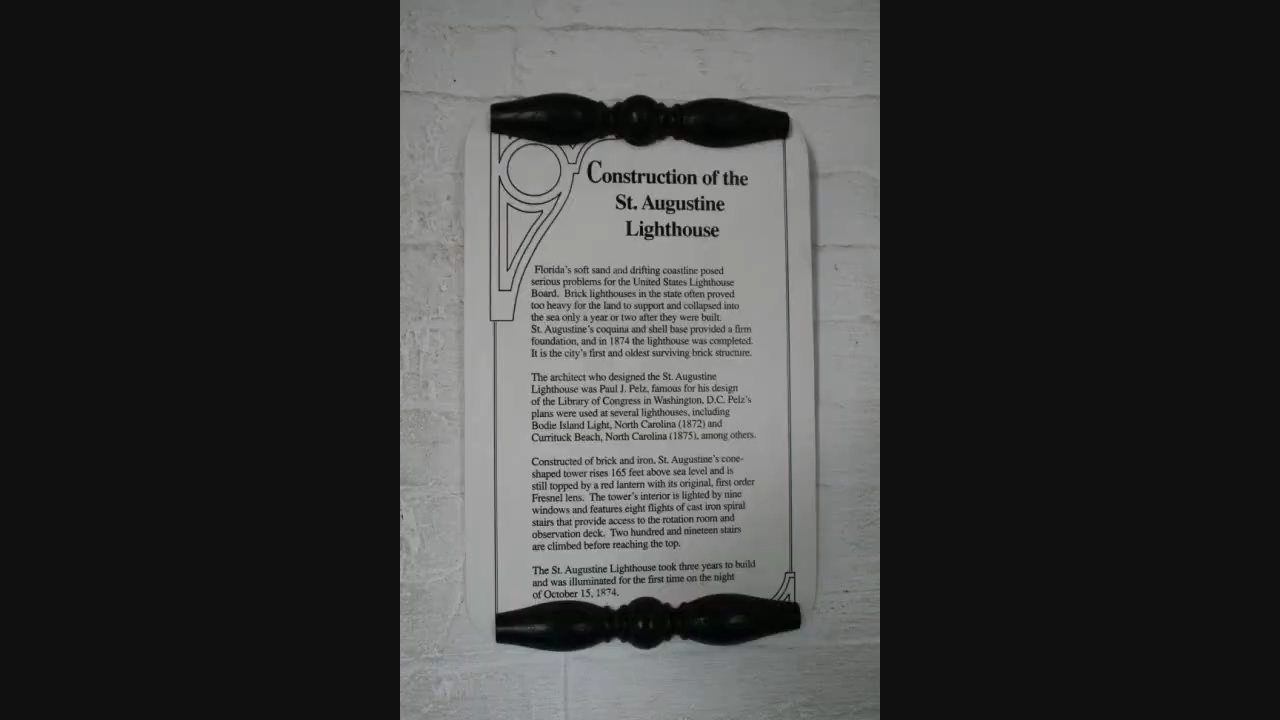 Construction of the
St. Augustine
Lighthouse
Florida's soft sand and drifting coastline posed
serious problems for the United States Lighthouse
Board. Brick lighthouses in the state often proved
too heavy for the land to support and collapsed into
the sea only a year or two after they were built.
St. Augustine's coquina and shell base provided a firm
foundation, and in 1874 the lighthouse was completed.
It is the city's first and oldest surviving brick structure.
The architect who designed the St. Augustine
Lighthouse was Paul J. Pelz, famous for his design
of the Library of Congress in Washington, D.C. Pelz's
plans were used at several lighthouses, including
Bodie Island Light, North Carolina (1872) and
Currituck Beach, North Carolina (1875), among others.
Constructed of brick and iron, St. Augustine's cone-
shaped tower rises 165 feet above sea level and is
still topped by a red lantern with its original, first order
Fresnel lens. The tower's interior is lighted by nine
windows and features eight flights of cast iron spiral
stairs that provide access to the rotation room and
observation deck. Two hundred and nineteen stairs
are climbed before reaching the top.
The St. Augustine Lighthouse took three years to build
and was illuminated for the first time on the night
of October 15, 1874.